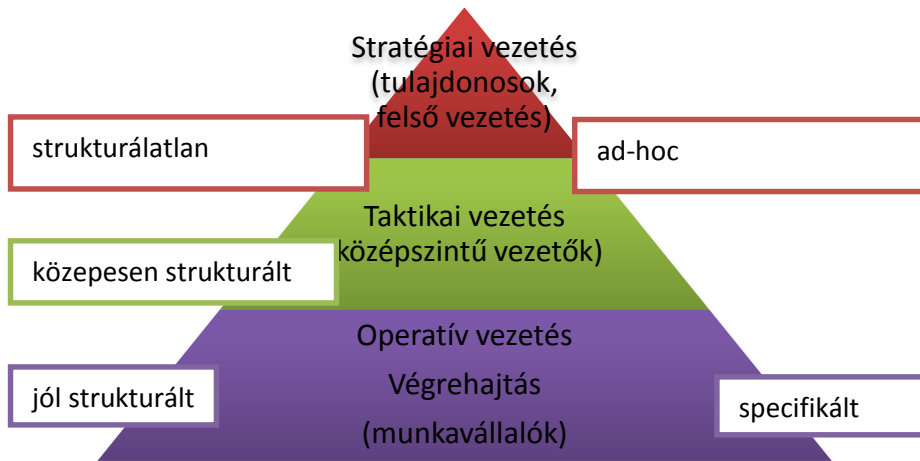 Stratégiai vezetés
(tulajdonosok,
felső vezetés)
strukturálatlan
ad-hoc
Taktikai vezetés
középszintű vezetők)
közepesen strukturált
Operatív vezetés
Végrehajtás
(munkavállalók)
jól strukturált
specifikált